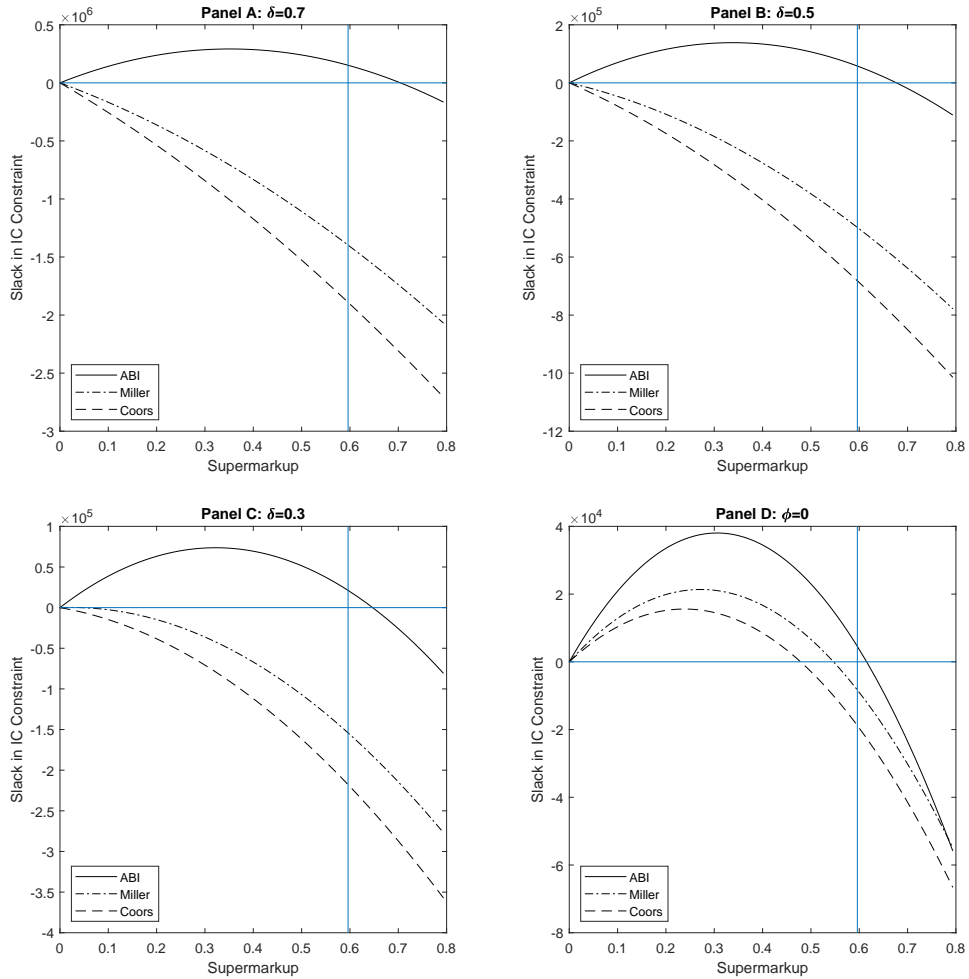 Panel A: δ=0.7
×10⁶
Slack in IC Constraint
0.5
0
-0.5
-1
-1.5
-2
-2.5
-3
ABI
Miller
Coors
0 0.1 0.2 0.3 0.4 0.5 0.6 0.7 0.8
Supermarkup
Panel B: δ=0.5
×10⁵
Slack in IC Constraint
2
0
-2
-4
-6
-8
-10
-12
ABI
Miller
Coors
0 0.1 0.2 0.3 0.4 0.5 0.6 0.7 0.8
Supermarkup
Panel C: δ=0.3
×10⁵
Slack in IC Constraint
1
0.5
0
-0.5
-1
-1.5
-2
-2.5
-3
-3.5
-4
ABI
Miller
Coors
0 0.1 0.2 0.3 0.4 0.5 0.6 0.7 0.8
Supermarkup
Panel D: ϕ=0
×10⁴
Slack in IC Constraint
4
2
0
-2
-4
-6
-8
ABI
Miller
Coors
0 0.1 0.2 0.3 0.4 0.5 0.6 0.7 0.8
Supermarkup